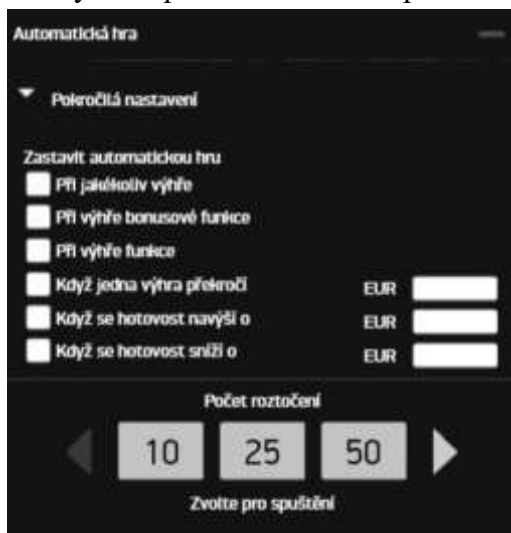 Automatická hra
Pokročilá nastavení
Zastavit automatickou hru
Při jakékoliv výhře
Při výhře bonusové funkce
Při výhře funkce
Když jedna výhra překročí EUR
Když se hotovost navýší o EUR
Když se hotovost sníží o EUR
Počet roztočení
10 25 50
Zvolte pro spuštění